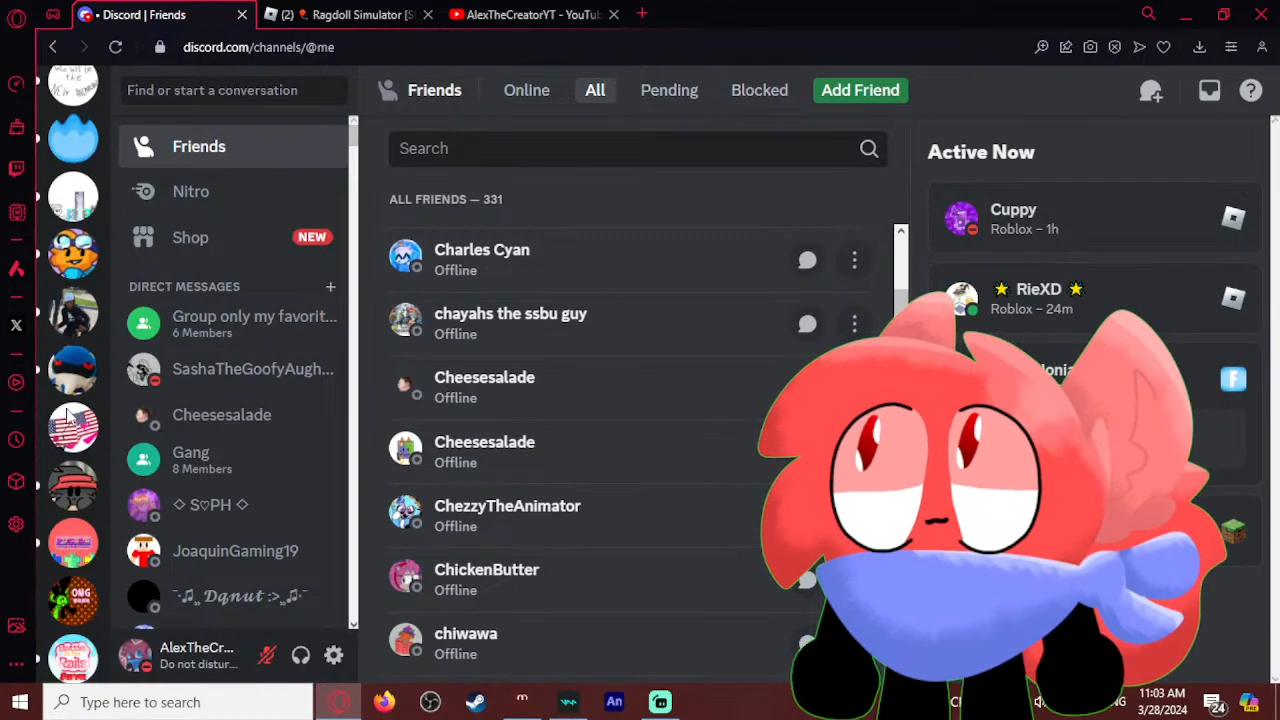 Discord | Friends
(2) Ragdoll Simulator [S
AlexTheCreatorYT - YouTu
discord.com/channels/@me
Find or start a conversation
Friends
Online
All
Pending
Blocked
Add Friend
Friends
Nitro
Shop
NEW
DIRECT MESSAGES
Group only my favorit...
6 Members
SashaTheGoofyAugh...
Cheesesalade
Gang
8 Members
◇ S♡PH ◇
JoaquinGaming19
AlexTheCr...
Do not distur...
Search
ALL FRIENDS — 331
Charles Cyan
Offline
chayahs the ssbu guy
Offline
Cheesesalade
Offline
Cheesesalade
Offline
ChezzyTheAnimator
Offline
ChickenButter
Offline
chiwawa
Offline
Active Now
Cuppy
Roblox – 1h
⭐ RieXD ⭐
Roblox – 24m
OMG
Type here to search
11:03 AM
3/28/2024
24